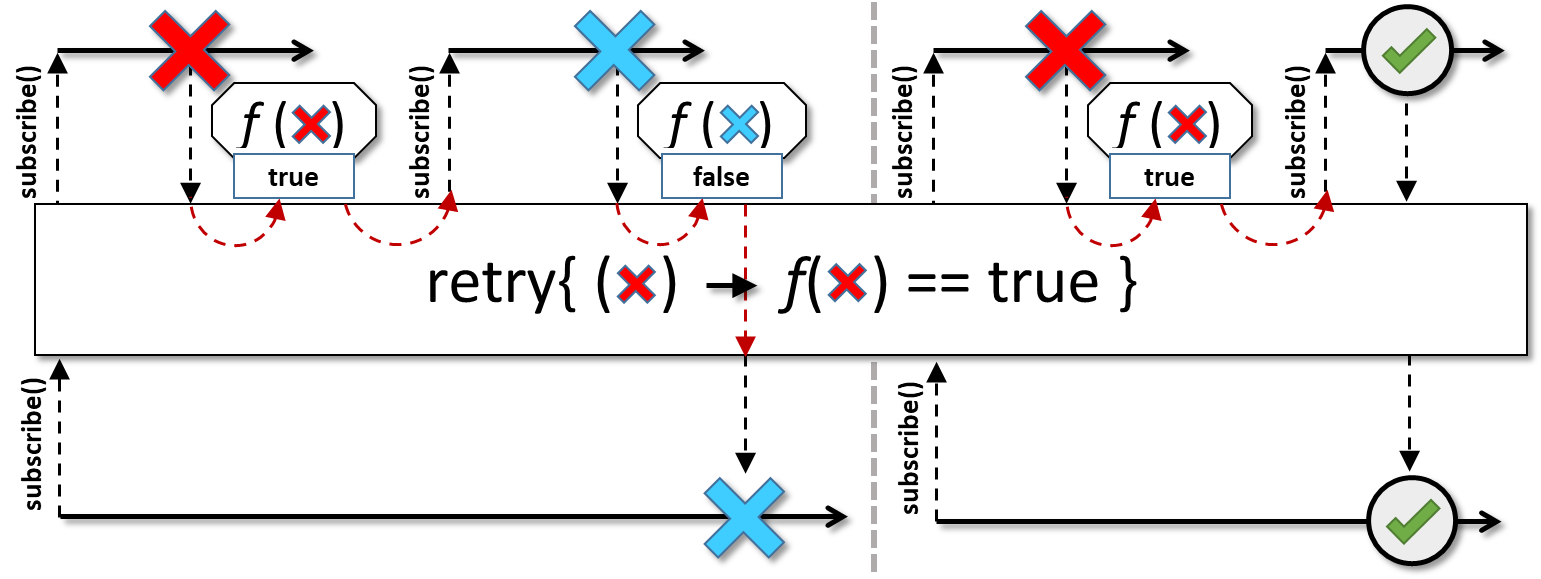 subscribe()
f ( )
true
subscribe()
f ( )
false
subscribe()
f ( )
true
subscribe()
retry{ ( ) → f( ) == true }
subscribe()
subscribe()